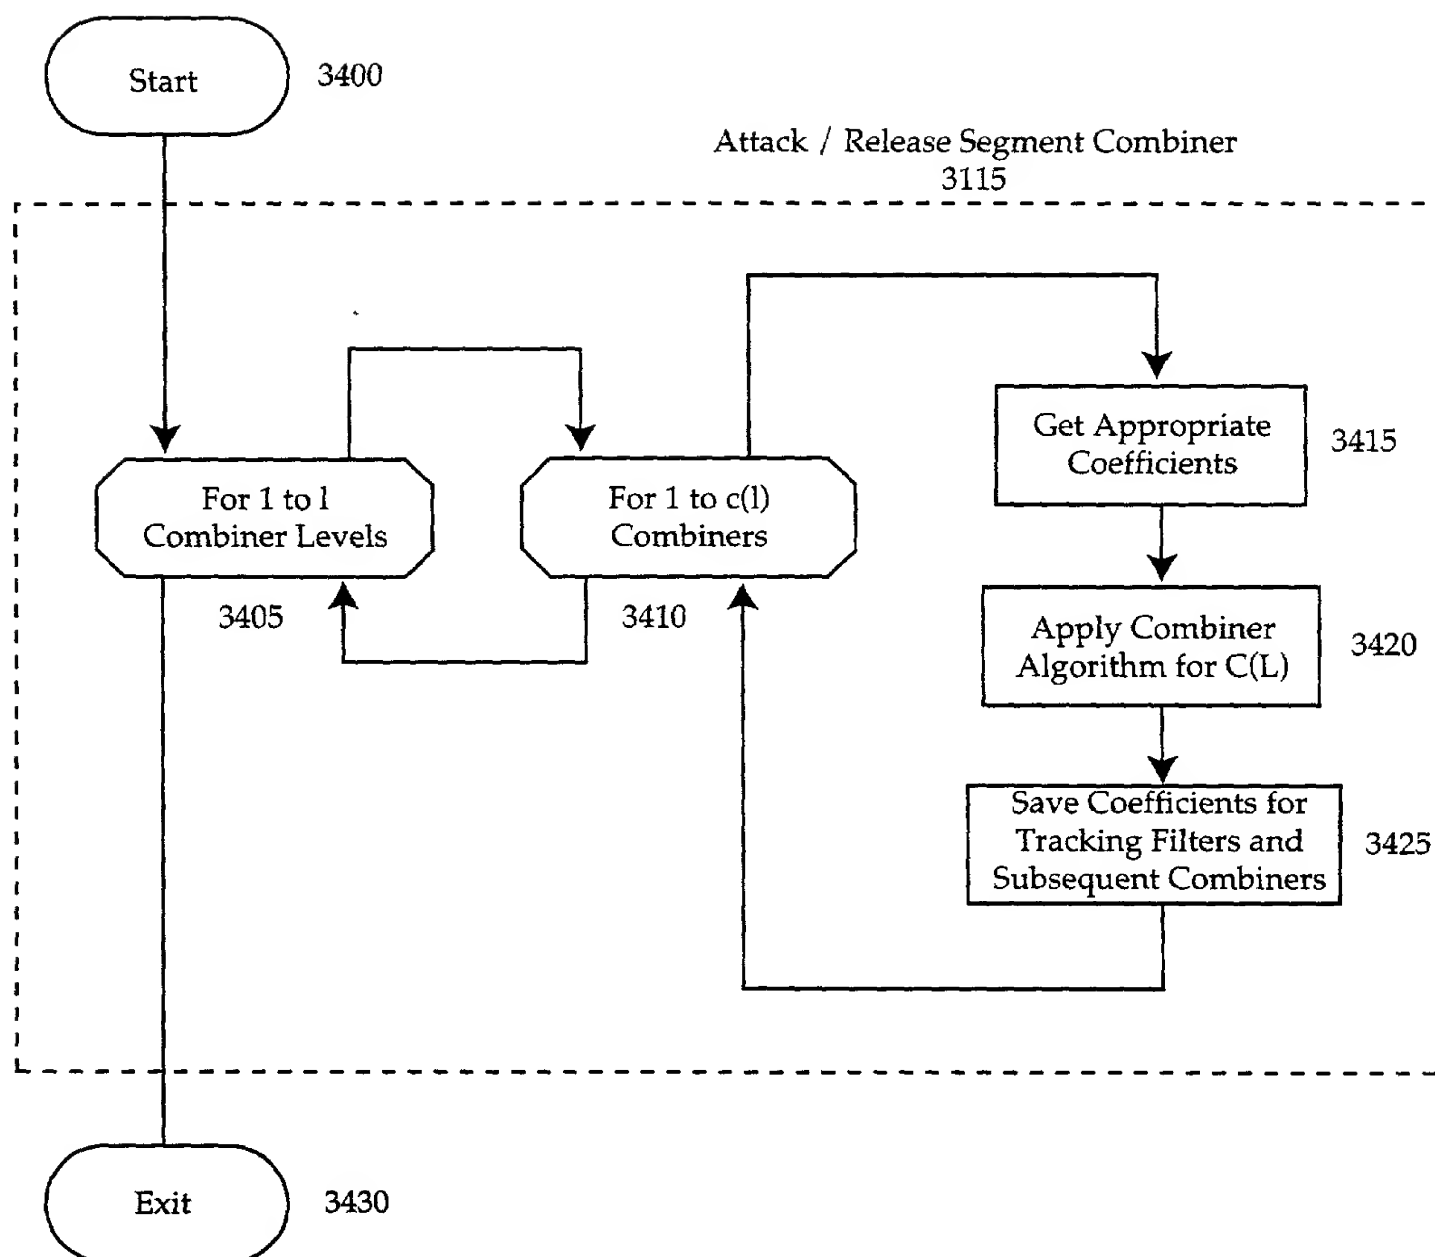 Start
3400
Attack / Release Segment Combiner
3115
For 1 to l
Combiner Levels
3405
For 1 to c(l)
Combiners
3410
Get Appropriate
Coefficients
3415
Apply Combiner
Algorithm for C(L)
3420
Save Coefficients for
Tracking Filters and
Subsequent Combiners
3425
Exit
3430